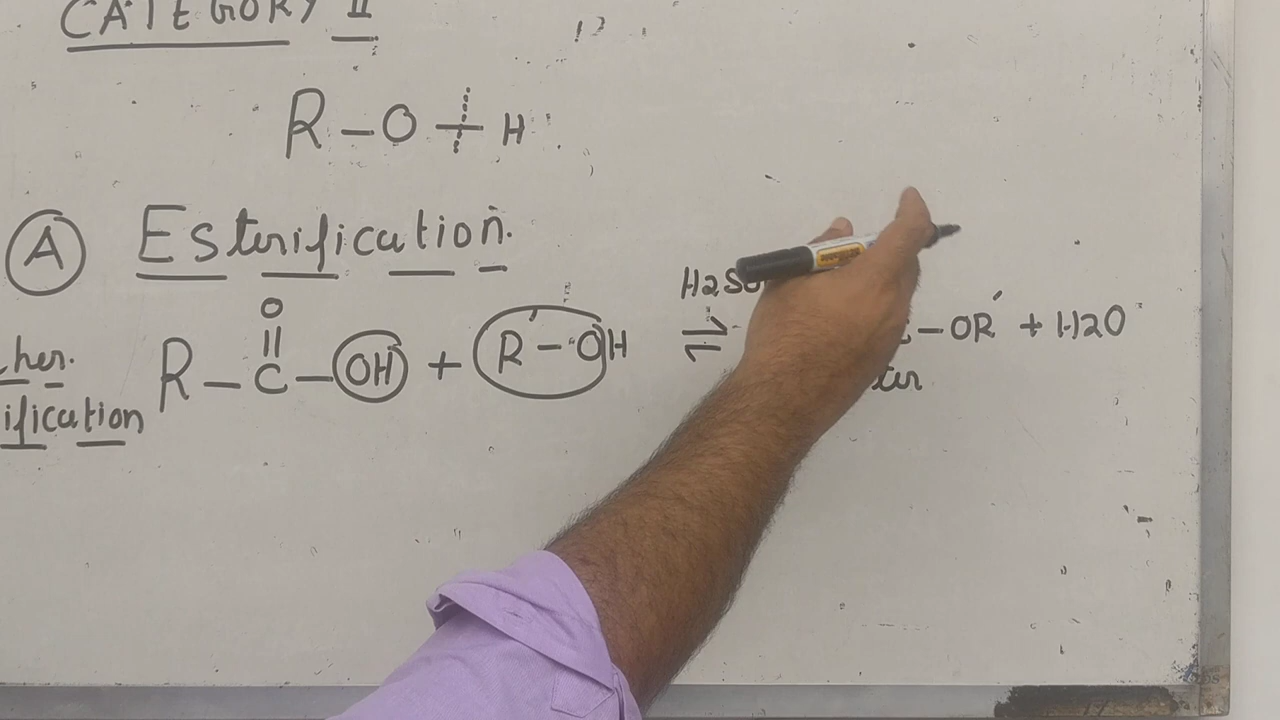 CATEGORY II
R – O – H
A Esterification.
O
her. R – C – OH + R' – OH H2SO ⇌ – OR' + H2O
ification